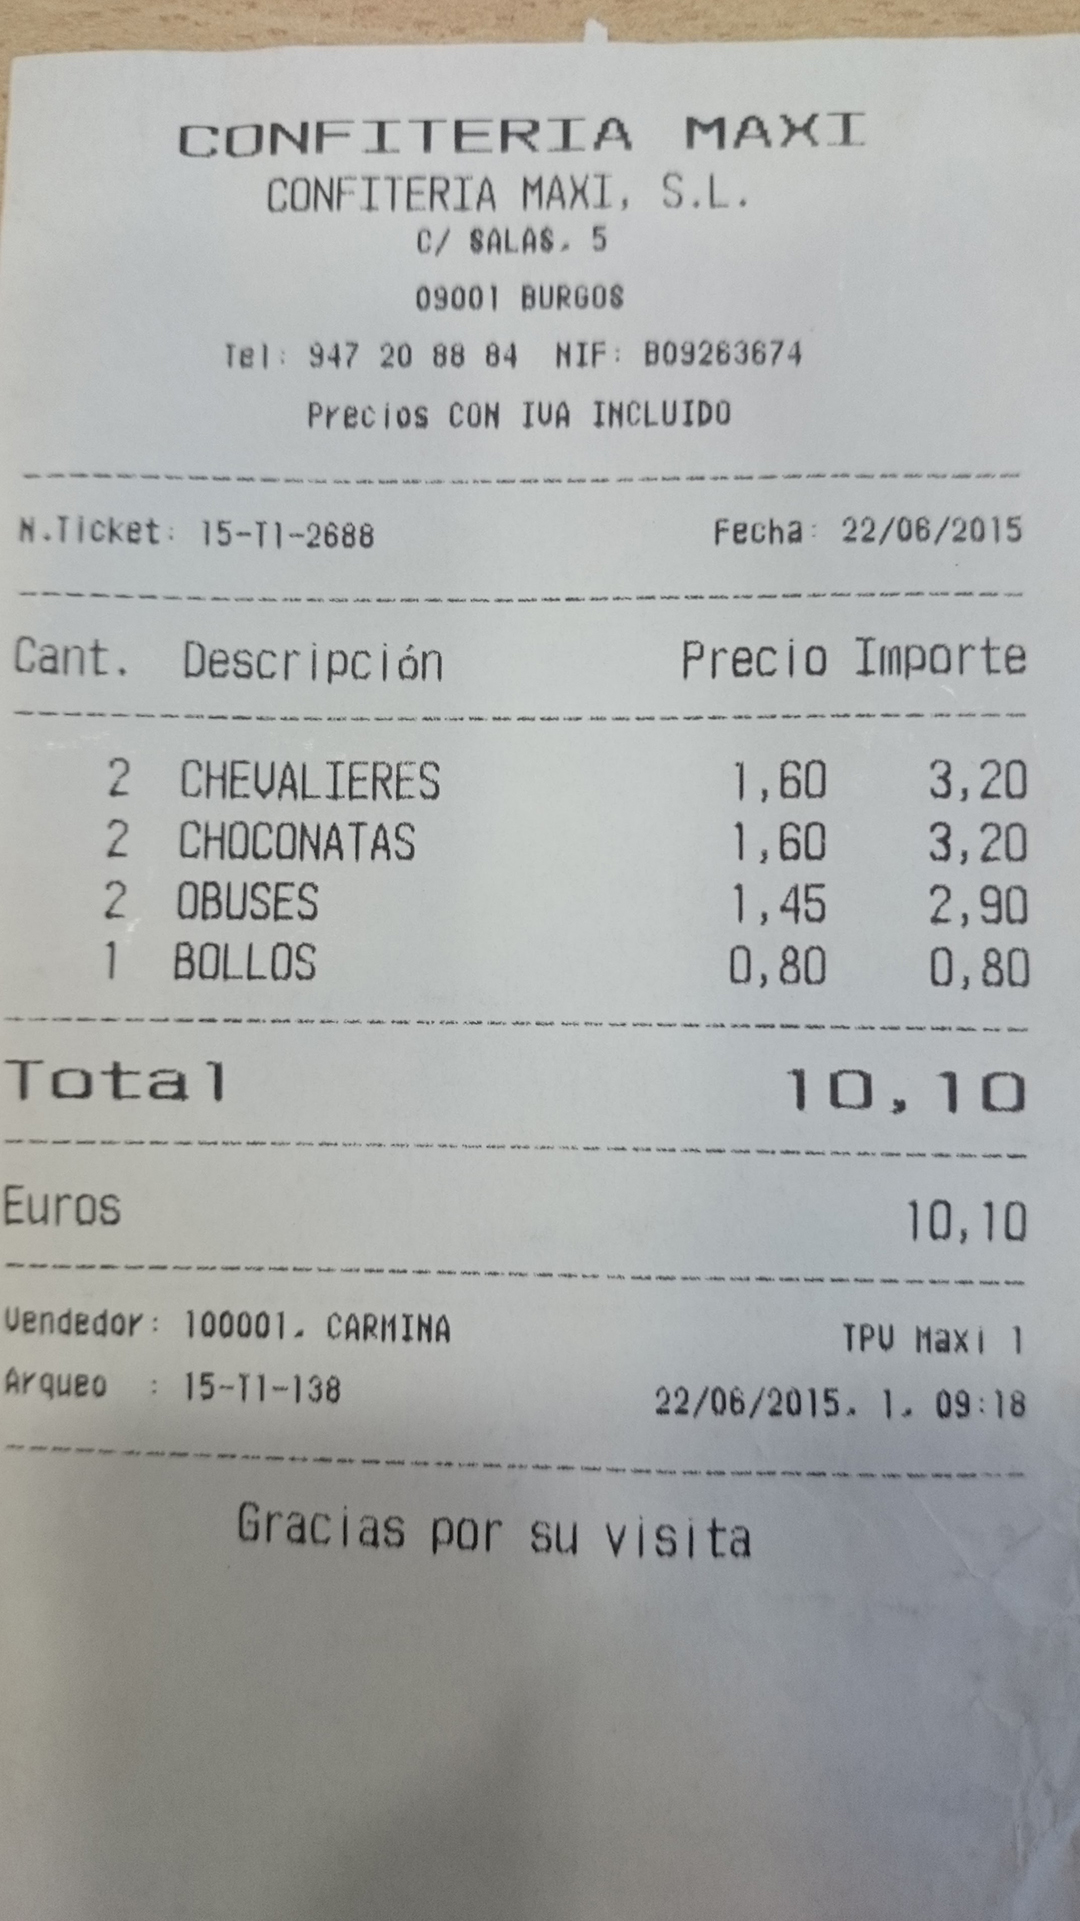 CONFITERIA MAXI
CONFITERIA MAXI, S.L.
C/ SALAS, 5
09001 BURGOS
Tel: 947 20 88 84 NIF: B09263674
Precios CON IVA INCLUIDO
N.Ticket: 15-T1-2688 Fecha: 22/06/2015
Cant. Descripción Precio Importe
2 CHEVALIERES 1,60 3,20
2 CHOCONATAS 1,60 3,20
2 OBUSES 1,45 2,90
1 BOLLOS 0,80 0,80
Total 10,10
Euros 10,10
Vendedor: 100001, CARMINA TPV Maxi 1
Arqueo : 15-T1-138 22/06/2015, 1, 09:18
Gracias por su visita